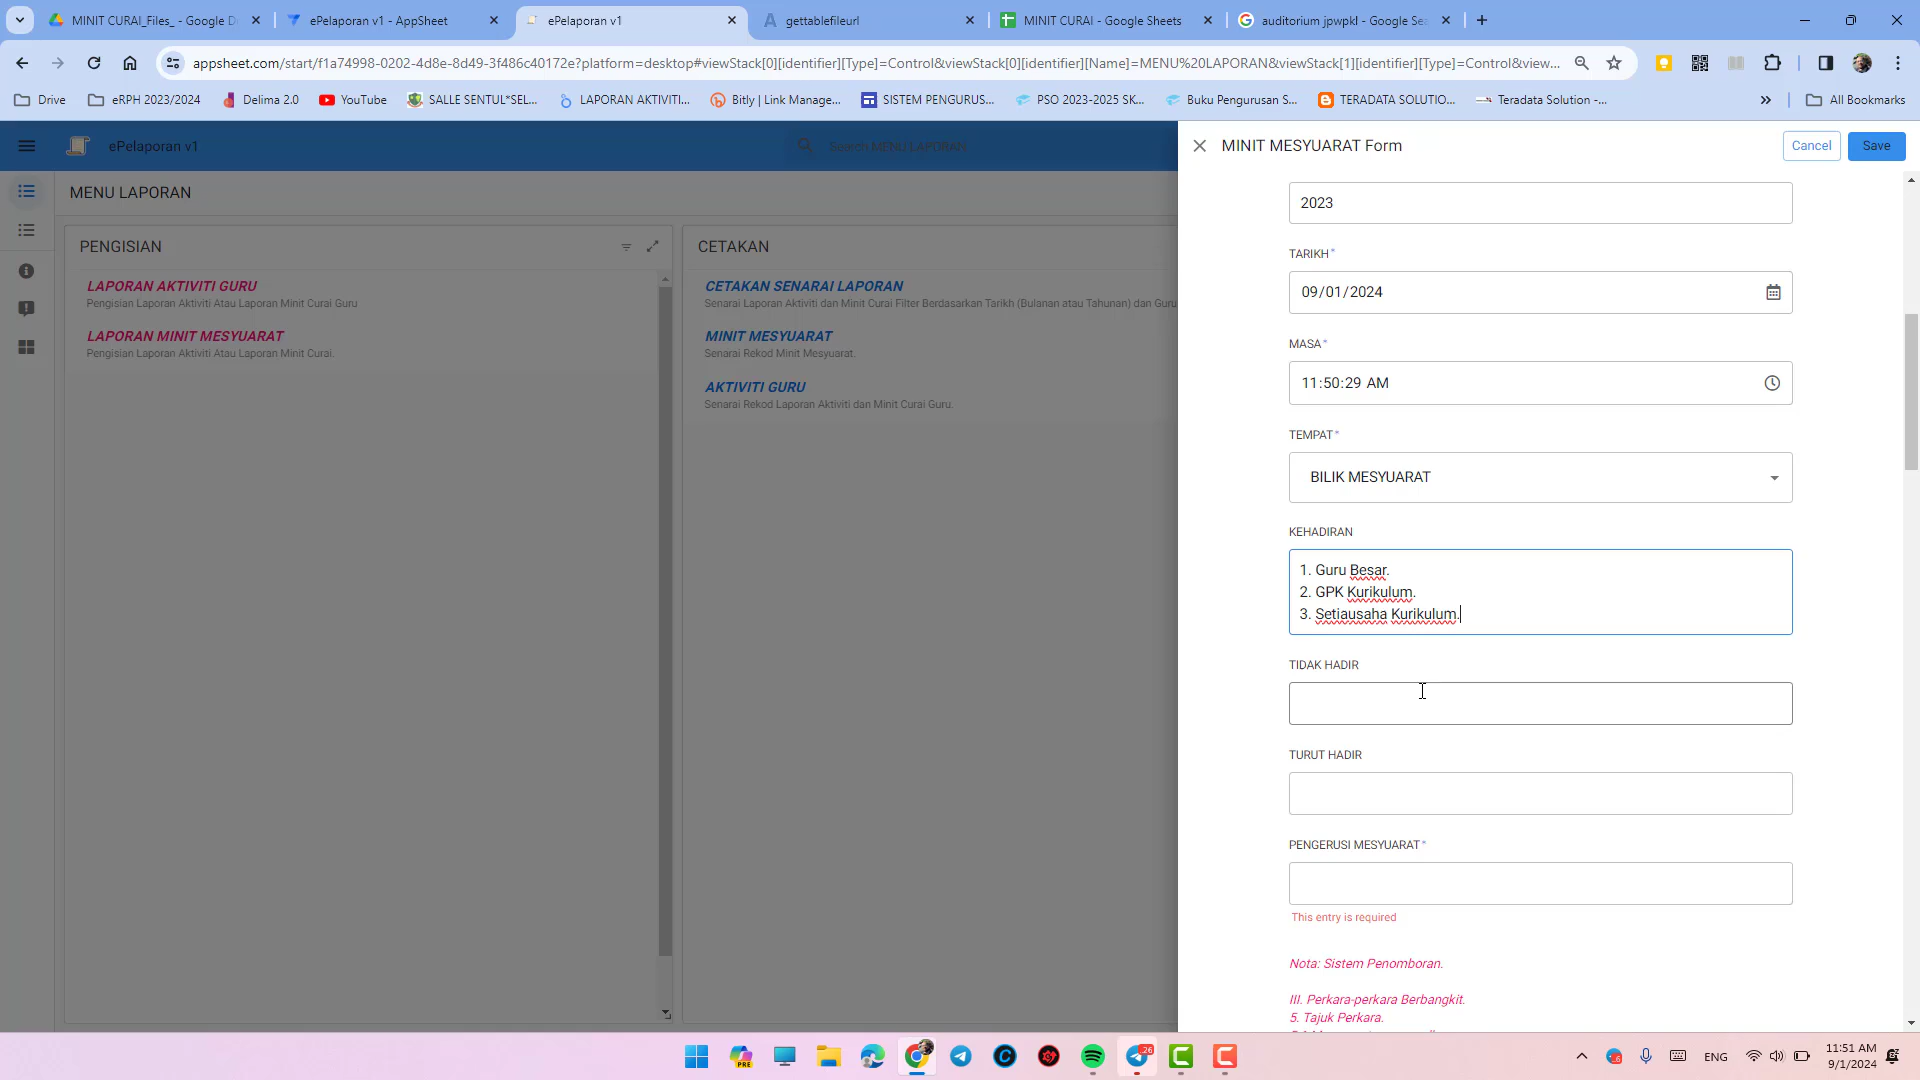 MINIT CURAI_Files_ - Google D
ePelaporan v1 - AppSheet
ePelaporan v1
gettablefileurl
MINIT CURAI - Google Sheets
auditorium jpwpkl - Google Sea
appsheet.com/start/f1a74998-0202-4d8e-8d49-3f486c40172e?platform=desktop#viewStack[0][identifier][Type]=Control&viewStack[0][identifier][Name]=MENU%20LAPORAN&viewStack[1][identifier][Type]=Control&view...
Drive
eRPH 2023/2024
Delima 2.0
YouTube
SALLE SENTUL*SEL...
LAPORAN AKTIVITI...
Bitly | Link Manage...
SISTEM PENGURUS...
PSO 2023-2025 SK...
Buku Pengurusan S...
TERADATA SOLUTIO...
Teradata Solution -...
All Bookmarks
ePelaporan v1
Search MENU LAPORAN
MENU LAPORAN
PENGISIAN
LAPORAN AKTIVITI GURU
Pengisian Laporan Aktiviti Atau Laporan Minit Curai Guru
LAPORAN MINIT MESYUARAT
Pengisian Laporan Aktiviti Atau Laporan Minit Curai.
CETAKAN
CETAKAN SENARAI LAPORAN
Senarai Laporan Aktiviti dan Minit Curai Filter Berdasarkan Tarikh (Bulanan atau Tahunan) dan Guru
MINIT MESYUARAT
Senarai Rekod Minit Mesyuarat.
AKTIVITI GURU
Senarai Rekod Laporan Aktiviti dan Minit Curai Guru.
MINIT MESYUARAT Form
Cancel
Save
2023
TARIKH*
09/01/2024
MASA*
11:50:29 AM
TEMPAT*
BILIK MESYUARAT
KEHADIRAN
1. Guru Besar.
2. GPK Kurikulum.
3. Setiausaha Kurikulum.
TIDAK HADIR
TURUT HADIR
PENGERUSI MESYUARAT*
This entry is required
Nota: Sistem Penomboran.
III. Perkara-perkara Berbangkit.
5. Tajuk Perkara.
PRE
26
ENG
11:51 AM
9/1/2024